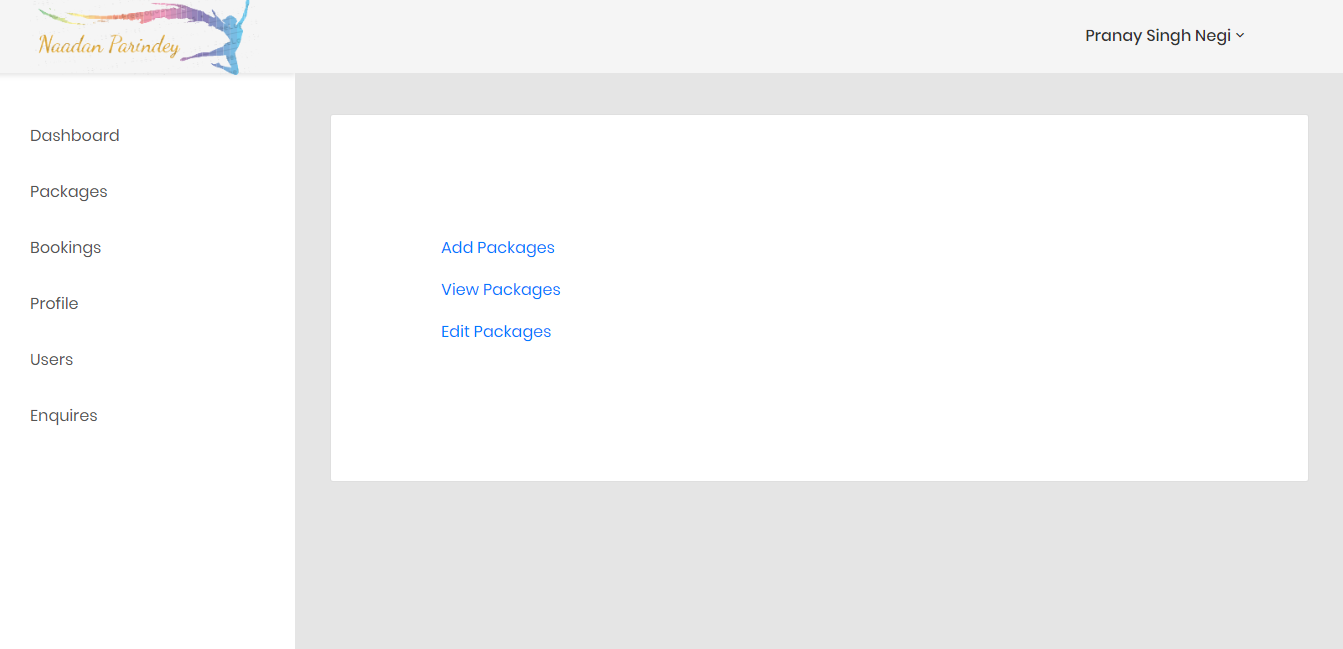 Naadan Parindey
Pranay Singh Negi
Dashboard
Packages
Bookings
Profile
Users
Enquires
Add Packages
View Packages
Edit Packages